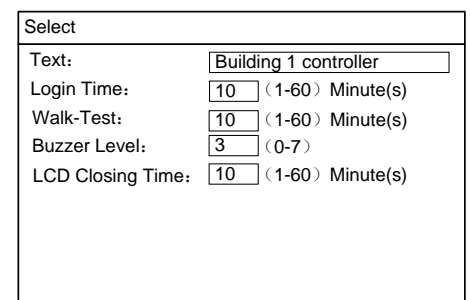 Select
Text： Building 1 controller
Login Time： 10 （1-60）Minute(s)
Walk-Test： 10 （1-60）Minute(s)
Buzzer Level： 3 （0-7）
LCD Closing Time： 10 （1-60）Minute(s)